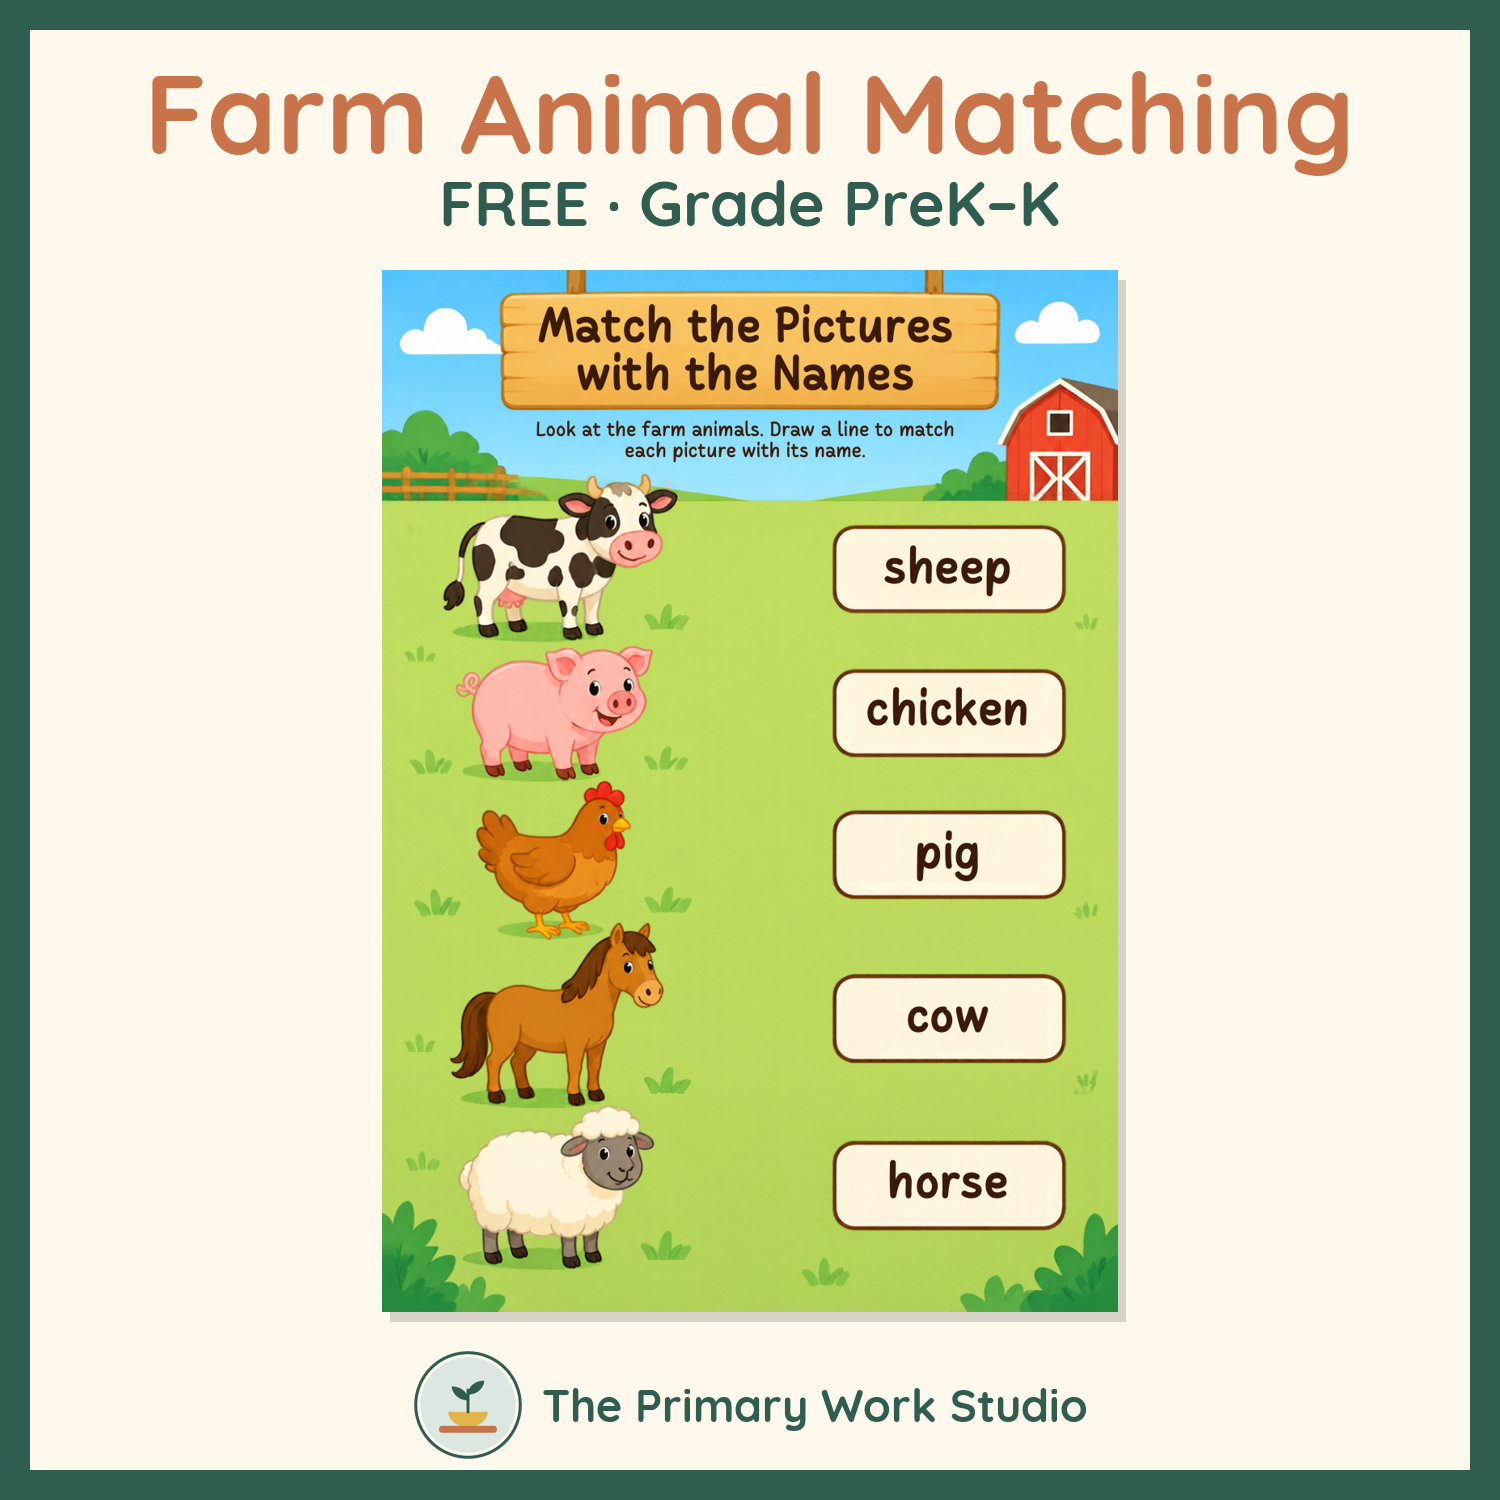 Farm Animal Matching
FREE · Grade PreK–K
Match the Pictures
with the Names
Look at the farm animals. Draw a line to match
each picture with its name.
sheep
chicken
pig
cow
horse
The Primary Work Studio